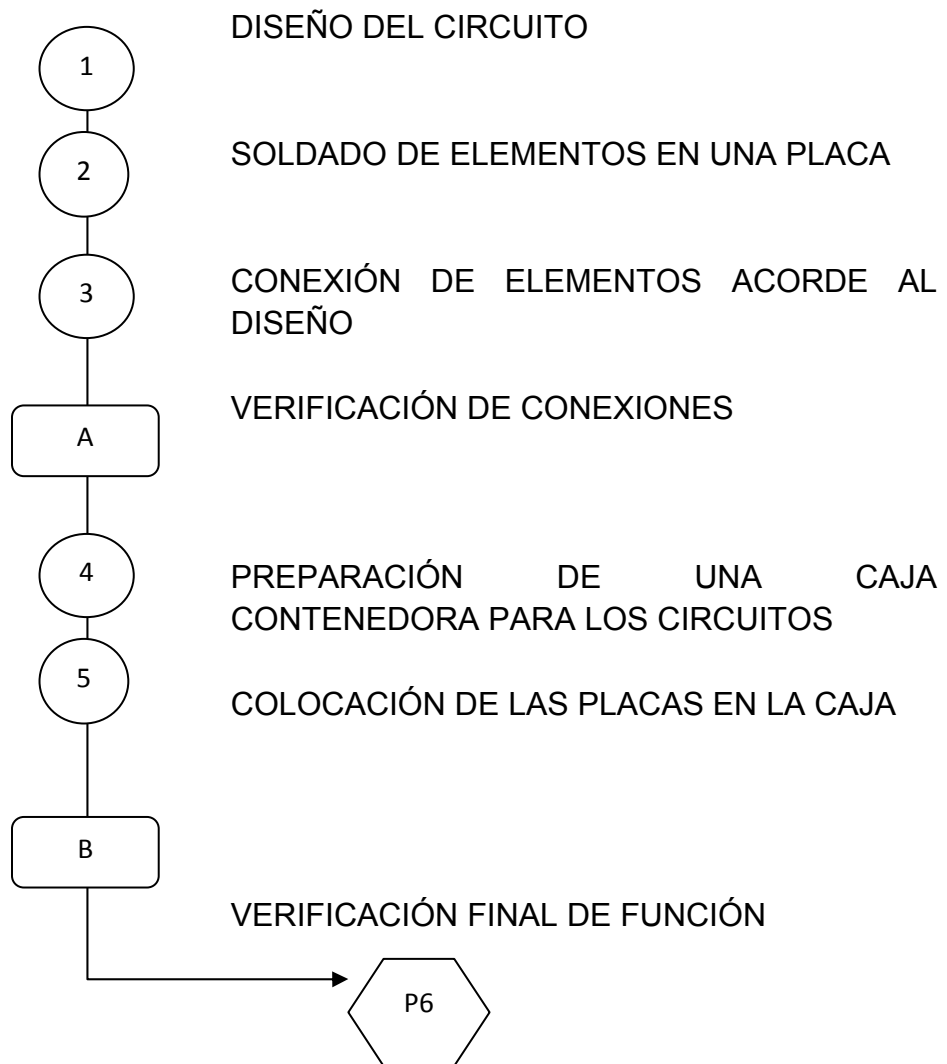 DISEÑO DEL CIRCUITO
1
SOLDADO DE ELEMENTOS EN UNA PLACA
2
CONEXIÓN DE ELEMENTOS ACORDE AL
DISEÑO
3
VERIFICACIÓN DE CONEXIONES
A
PREPARACIÓN DE UNA CAJA
CONTENEDORA PARA LOS CIRCUITOS
4
5
COLOCACIÓN DE LAS PLACAS EN LA CAJA
B
VERIFICACIÓN FINAL DE FUNCIÓN
P6